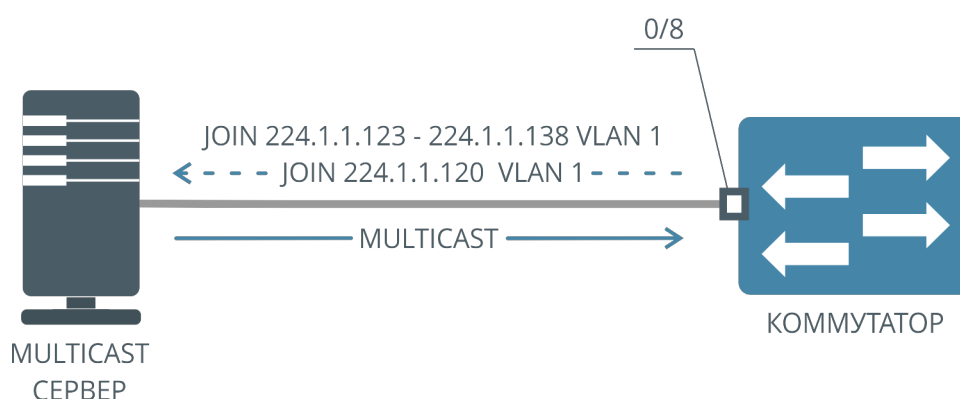 0/8
JOIN 224.1.1.123 - 224.1.1.138 VLAN 1
JOIN 224.1.1.120 VLAN 1
MULTICAST
КОММУТАТОР
MULTICAST
СЕРВЕР